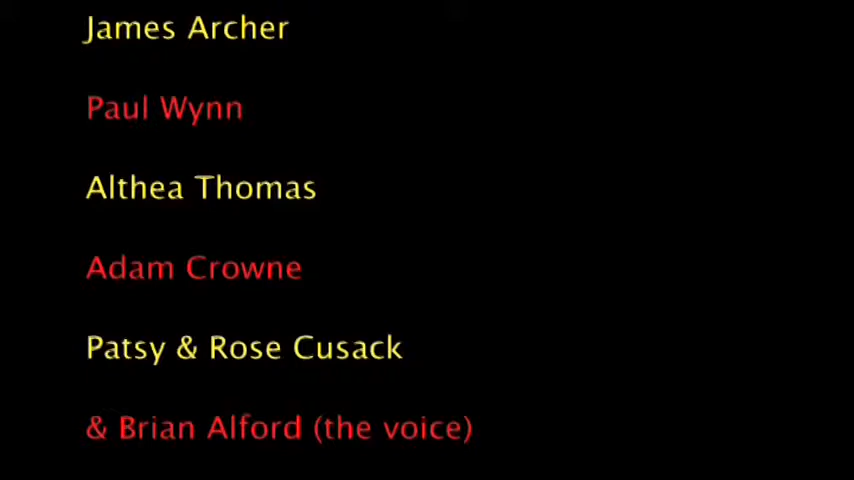 James Archer
Paul Wynn
Althea Thomas
Adam Crowne
Patsy & Rose Cusack
& Brian Alford (the voice)